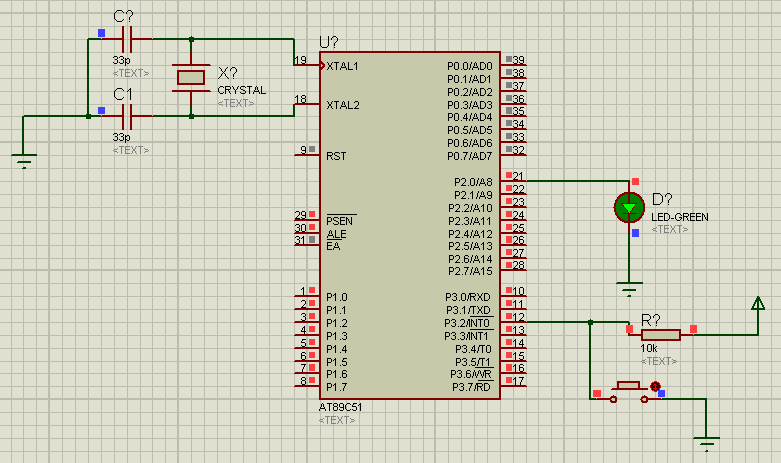 C?
33p
<TEXT>
X?
CRYSTAL
<TEXT>
C1
33p
<TEXT>
U?
19 XTAL1
18 XTAL2
9 RST
29 PSEN
30 ALE
31 EA
1 P1.0
2 P1.1
3 P1.2
4 P1.3
5 P1.4
6 P1.5
7 P1.6
8 P1.7
P0.0/AD0 39
P0.1/AD1 38
P0.2/AD2 37
P0.3/AD3 36
P0.4/AD4 35
P0.5/AD5 34
P0.6/AD6 33
P0.7/AD7 32
P2.0/A8 21
P2.1/A9 22
P2.2/A10 23
P2.3/A11 24
P2.4/A12 25
P2.5/A13 26
P2.6/A14 27
P2.7/A15 28
P3.0/RXD 10
P3.1/TXD 11
P3.2/INT0 12
P3.3/INT1 13
P3.4/T0 14
P3.5/T1 15
P3.6/WR 16
P3.7/RD 17
AT89C51
<TEXT>
D?
LED-GREEN
<TEXT>
R?
10k
<TEXT>